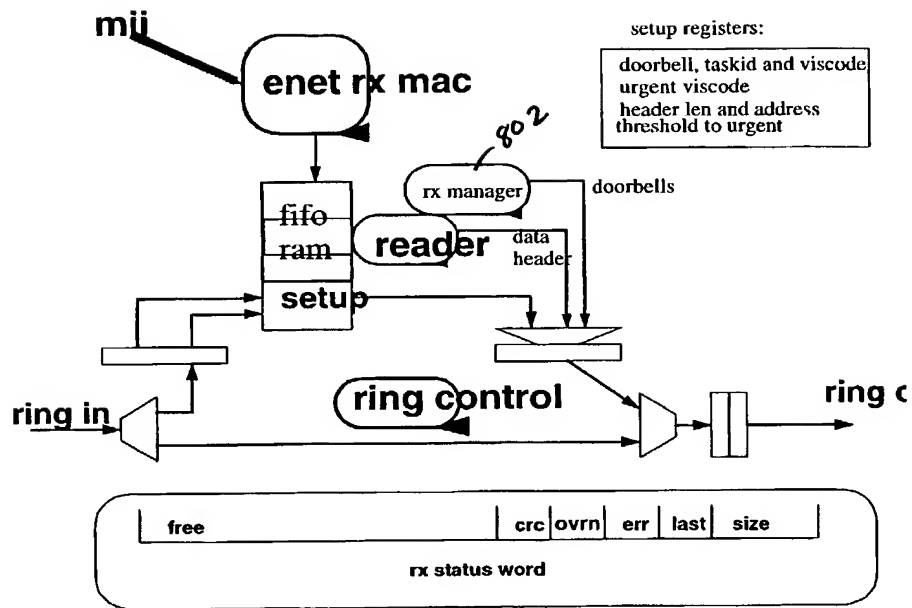 mii
setup registers:
enet rx mac
doorbell, taskid and viscode
urgent viscode
header len and address
threshold to urgent
802
rx manager
doorbells
fifo
ram
reader
data
header
setup
ring in
ring control
ring o
free
crc
ovrn
err
last
size
rx status word